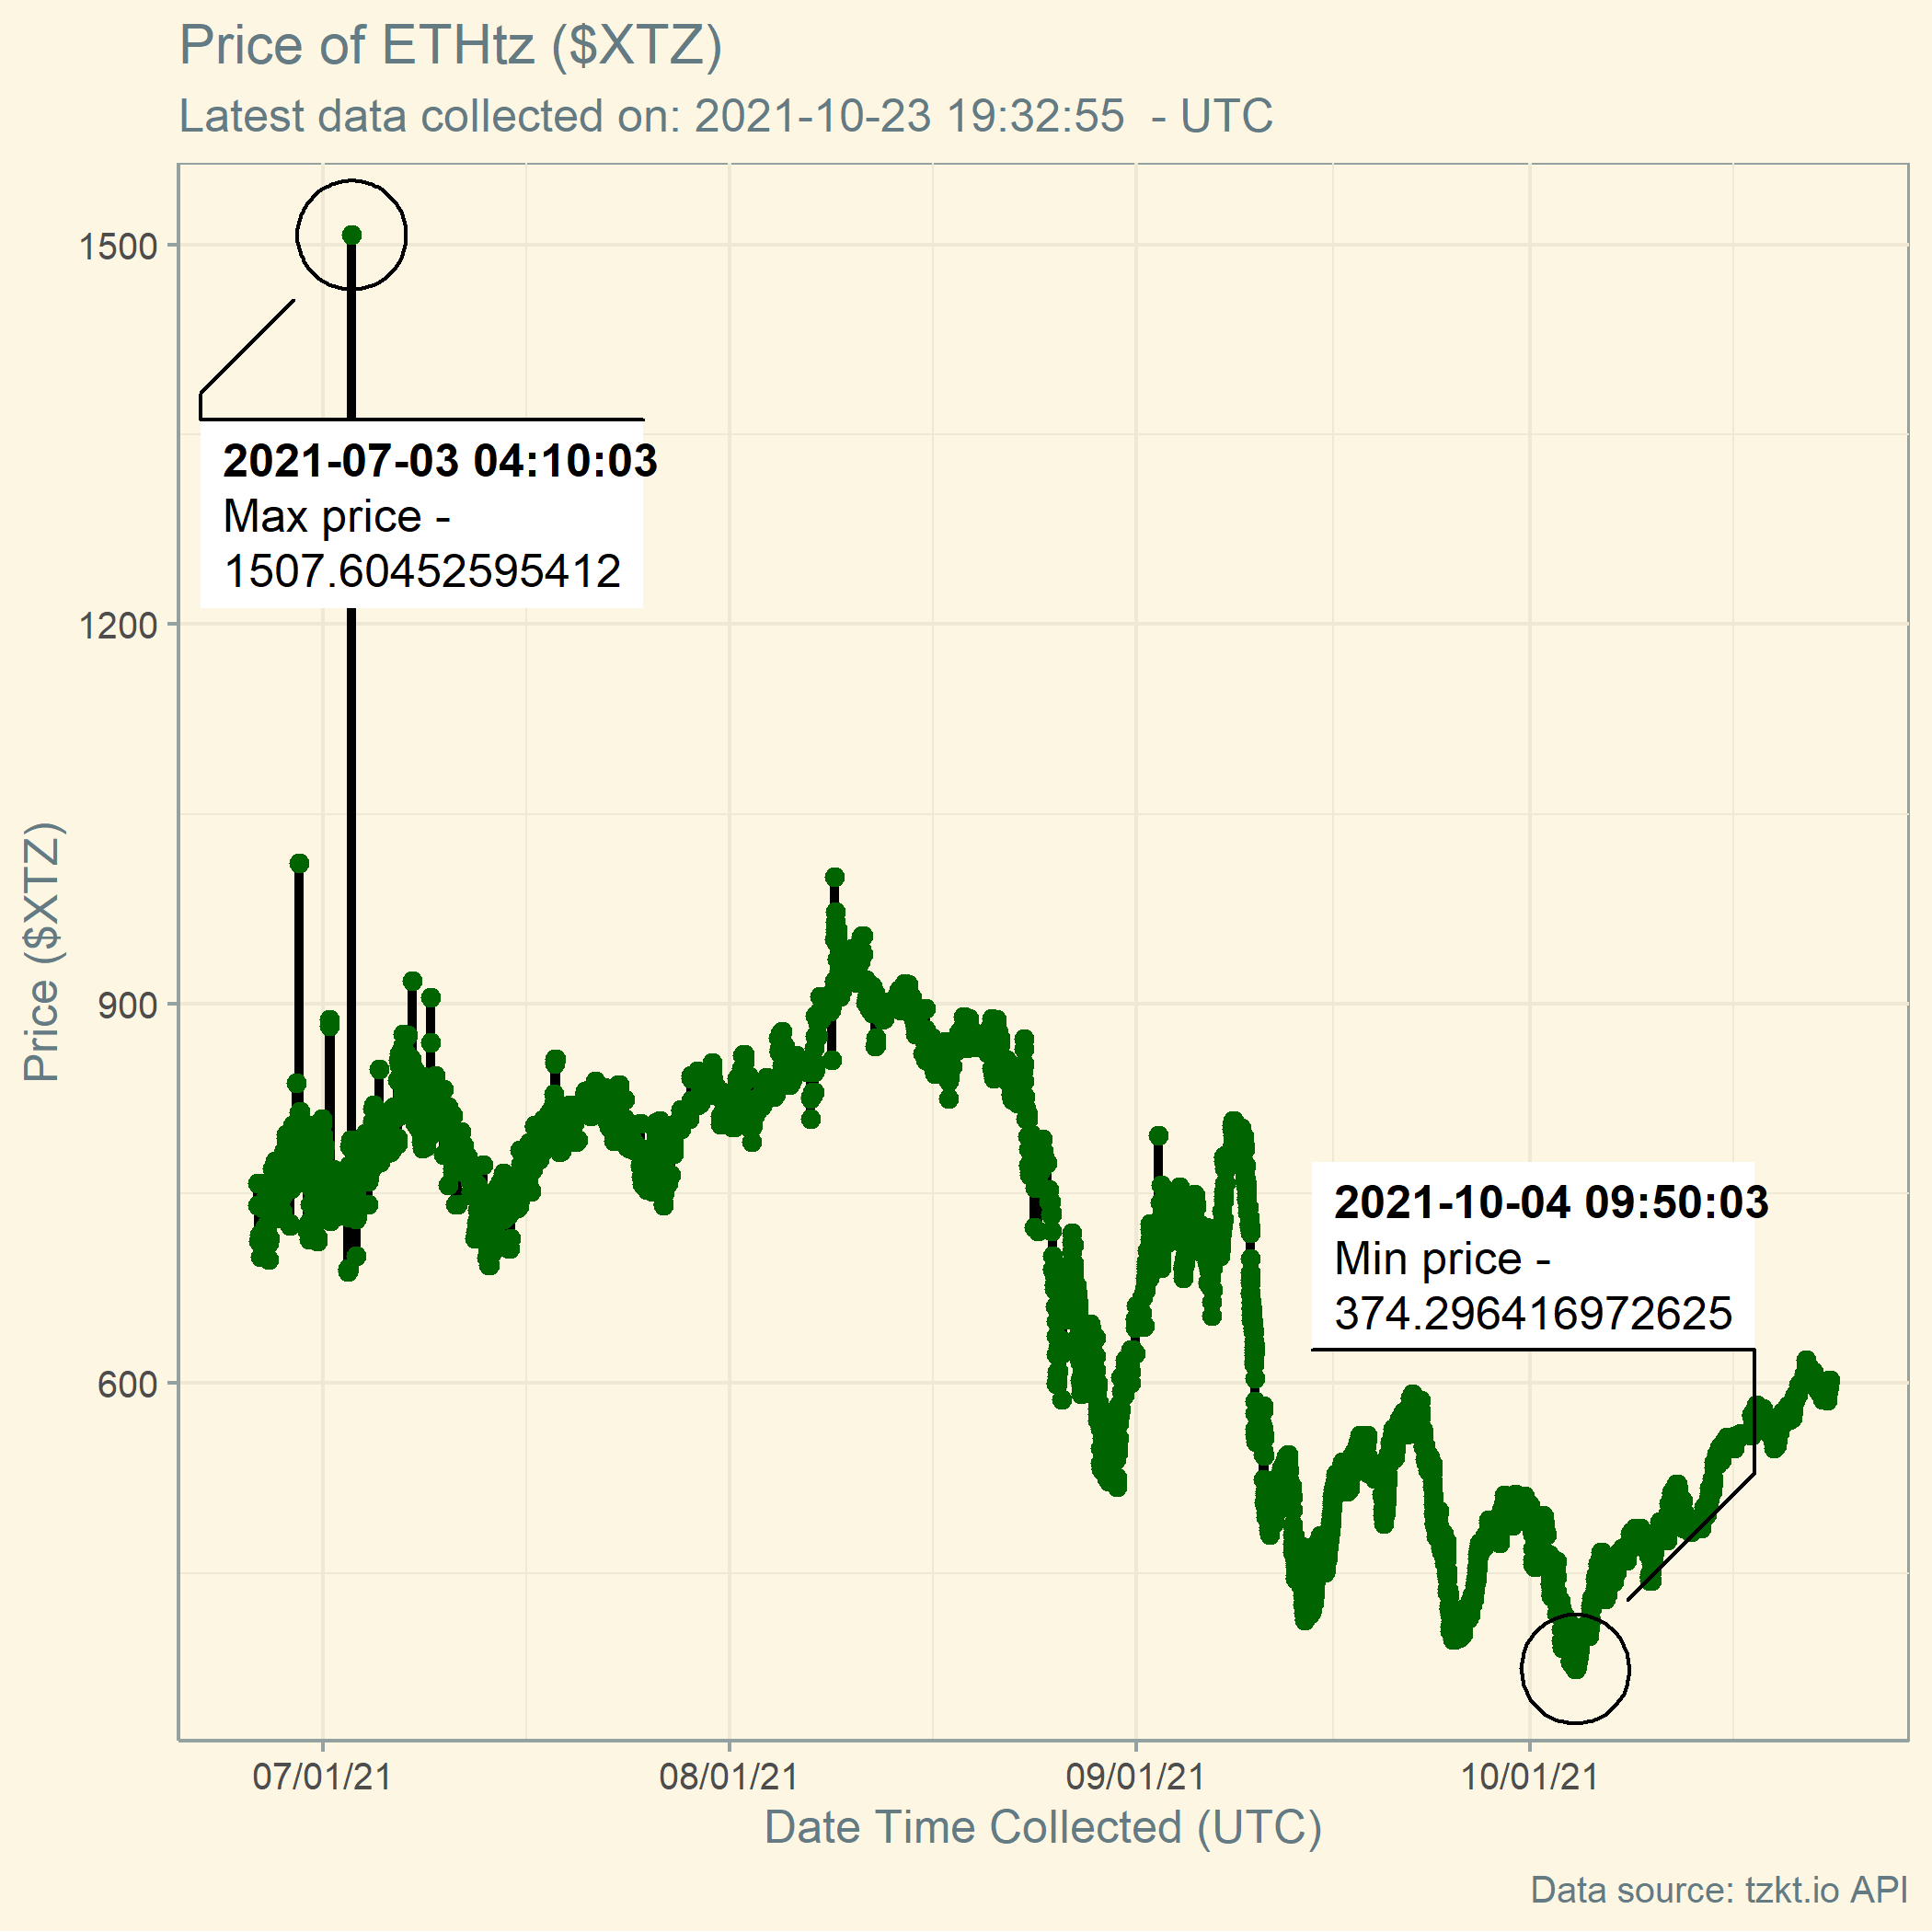 Price of ETHtz ($XTZ)
Latest data collected on: 2021-10-23 19:32:55  - UTC
1500
1200
900
600
Price ($XTZ)
2021-07-03 04:10:03
Max price -
1507.60452595412
2021-10-04 09:50:03
Min price -
374.296416972625
07/01/21
08/01/21
09/01/21
10/01/21
Date Time Collected (UTC)
Data source: tzkt.io API